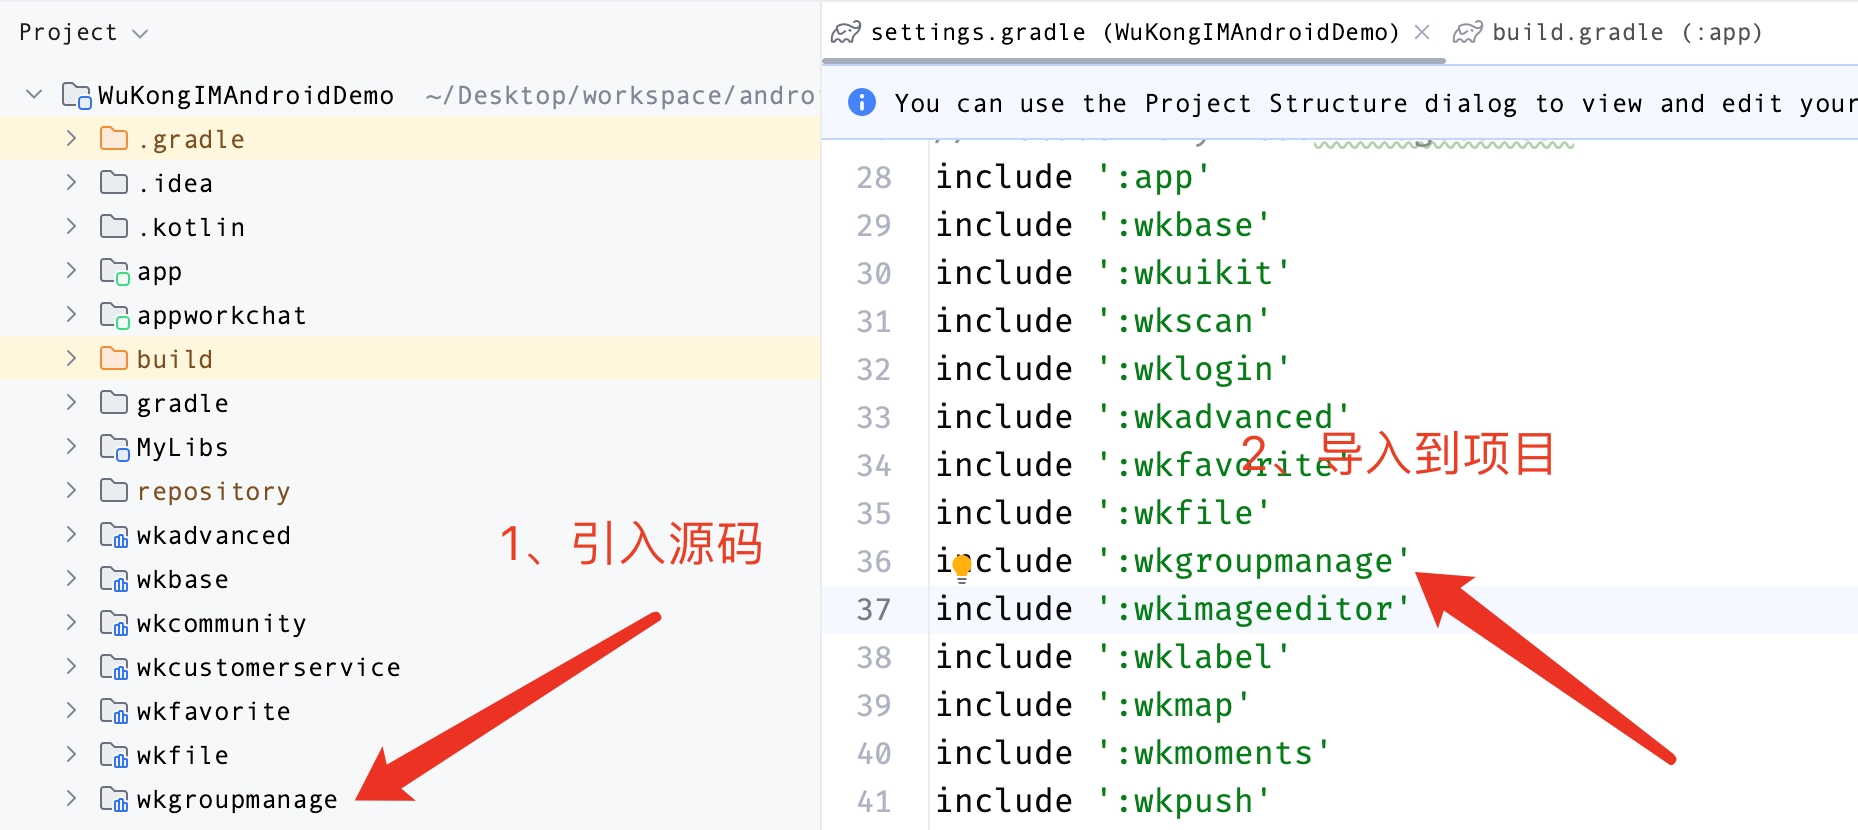 Project
WuKongIMAndroidDemo ~/Desktop/workspace/andro
.gradle
.idea
.kotlin
app
appworkchat
build
gradle
MyLibs
repository
wkadvanced
wkbase
wkcommunity
wkcustomerservice
wkfavorite
wkfile
wkgroupmanage
1、引入源码
settings.gradle (WuKongIMAndroidDemo) build.gradle (:app)
You can use the Project Structure dialog to view and edit your
28 include ':app'
29 include ':wkbase'
30 include ':wkuikit'
31 include ':wkscan'
32 include ':wklogin'
33 include ':wkadvanced'
34 include ':wkfavorite'
35 include ':wkfile'
36 include ':wkgroupmanage'
37 include ':wkimageeditor'
38 include ':wklabel'
39 include ':wkmap'
40 include ':wkmoments'
41 include ':wkpush'
2、导入到项目